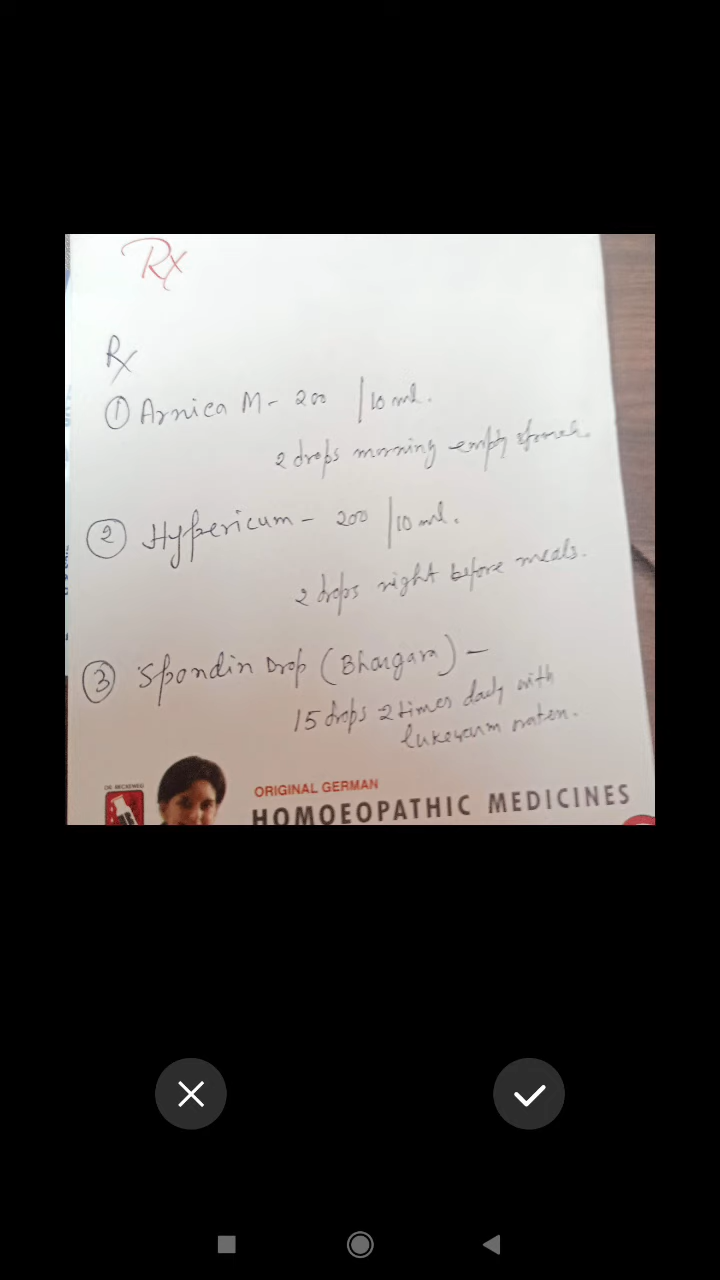 Rx
Rx
① Arnica M - 200 / 10 ml.
2 drops morning empty stomach.
② Hypericum - 200 / 10 ml.
2 drops night before meals.
③ Spondin Drop (Bhargava) -
15 drops 2 times daily with
lukewarm water.
ORIGINAL GERMAN
HOMOEOPATHIC MEDICINES